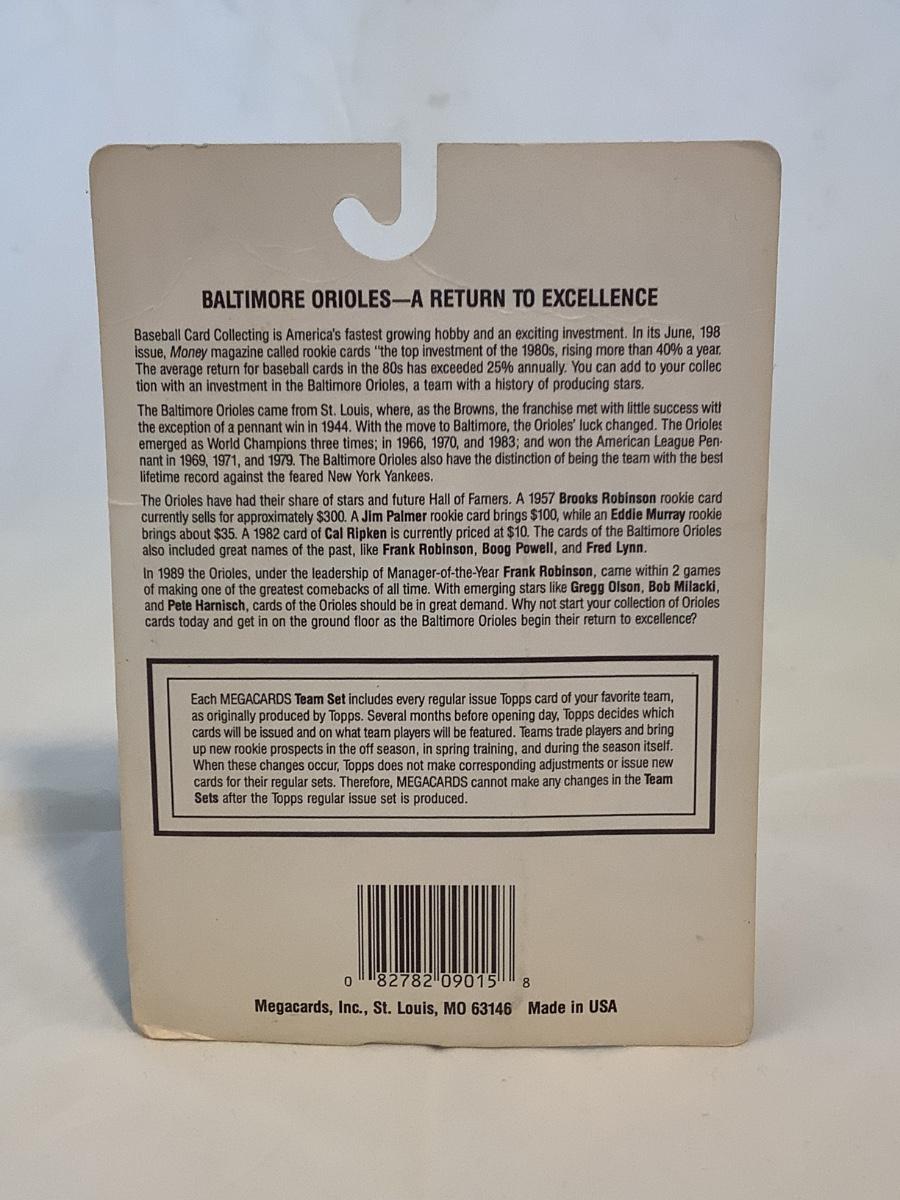 BALTIMORE ORIOLES—A RETURN TO EXCELLENCE
Baseball Card Collecting is America's fastest growing hobby and an exciting investment. In its June, 198
issue, Money magazine called rookie cards "the top investment of the 1980s, rising more than 40% a year.
The average return for baseball cards in the 80s has exceeded 25% annually. You can add to your collec
tion with an investment in the Baltimore Orioles, a team with a history of producing stars.
The Baltimore Orioles came from St. Louis, where, as the Browns, the franchise met with little success with
the exception of a pennant win in 1944. With the move to Baltimore, the Orioles' luck changed. The Orioles
emerged as World Champions three times; in 1966, 1970, and 1983; and won the American League Pen-
nant in 1969, 1971, and 1979. The Baltimore Orioles also have the distinction of being the team with the best
lifetime record against the feared New York Yankees.
The Orioles have had their share of stars and future Hall of Famers. A 1957 Brooks Robinson rookie card
currently sells for approximately $300. A Jim Palmer rookie card brings $100, while an Eddie Murray rookie
brings about $35. A 1982 card of Cal Ripken is currently priced at $10. The cards of the Baltimore Orioles
also included great names of the past, like Frank Robinson, Boog Powell, and Fred Lynn.
In 1989 the Orioles, under the leadership of Manager-of-the-Year Frank Robinson, came within 2 games
of making one of the greatest comebacks of all time. With emerging stars like Gregg Olson, Bob Milacki,
and Pete Harnisch, cards of the Orioles should be in great demand. Why not start your collection of Orioles
cards today and get in on the ground floor as the Baltimore Orioles begin their return to excellence?
Each MEGACARDS Team Set includes every regular issue Topps card of your favorite team,
as originally produced by Topps. Several months before opening day, Topps decides which
cards will be issued and on what team players will be featured. Teams trade players and bring
up new rookie prospects in the off season, in spring training, and during the season itself.
When these changes occur, Topps does not make corresponding adjustments or issue new
cards for their regular sets. Therefore, MEGACARDS cannot make any changes in the Team
Sets after the Topps regular issue set is produced.
0 82782 09015 8
Megacards, Inc., St. Louis, MO 63146 Made in USA